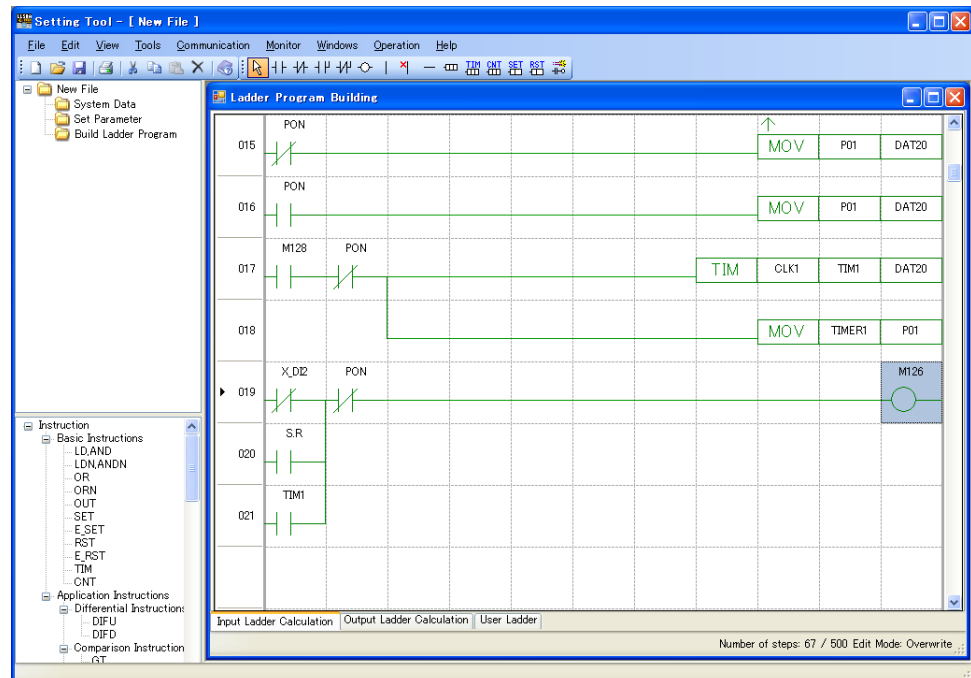 Setting Tool - [ New File ]
File Edit View Tools Communication Monitor Windows Operation Help
TIM CNT SET RST
New File
System Data
Set Parameter
Build Ladder Program
Ladder Program Building
PON
015 MOV P01 DAT20
PON
016 MOV P01 DAT20
M128 PON
017 TIM CLK1 TIM1 DAT20
018 MOV TIMER1 P01
X_DI2 PON M126
019
S.R
020
TIM1
021
Instruction
Basic Instructions
LD,AND
LDN,ANDN
OR
ORN
OUT
SET
E_SET
RST
E_RST
TIM
CNT
Application Instructions
Differential Instructions
DIFU
DIFD
Comparison Instruction
GT
Input Ladder Calculation Output Ladder Calculation User Ladder
Number of steps: 67 / 500 Edit Mode: Overwrite